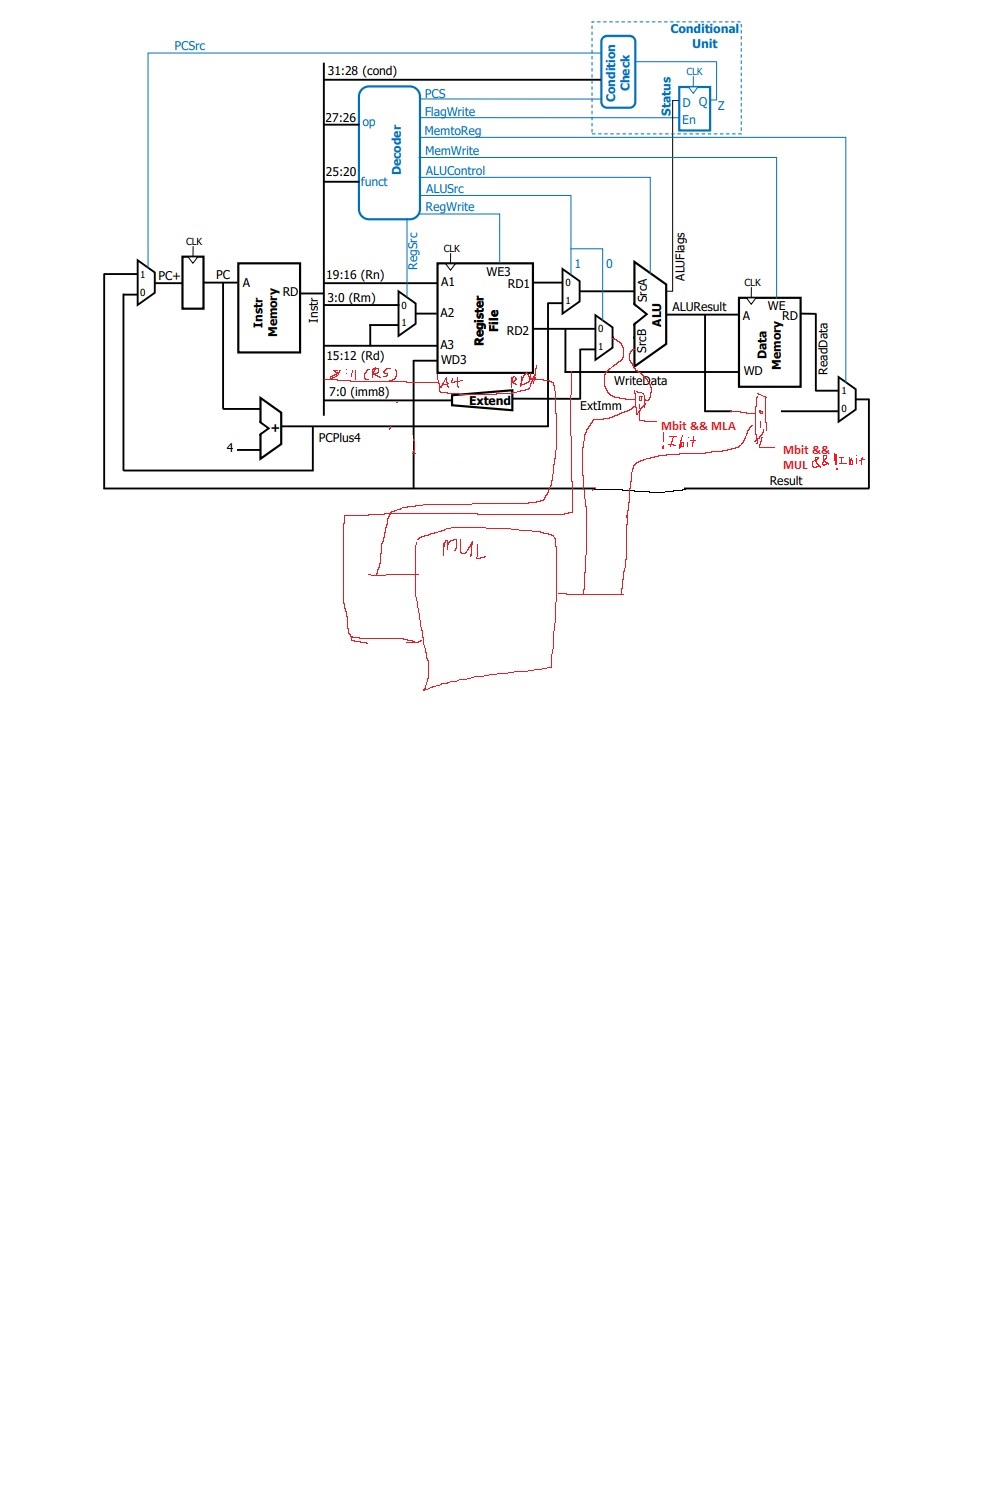 Conditional
Unit
PCSrc
31:28 (cond)
Condition
Check
CLK
Status
D Q Z
En
PCS
FlagWrite
MemtoReg
MemWrite
ALUControl
ALUSrc
RegWrite
27:26
op
Decoder
25:20
funct
RegSrc
CLK
CLK
1 0
ALUFlags
1
0
PC+
PC
A
RD
Instr
Memory
Instr
19:16 (Rn)
3:0 (Rm)
0
1
15:12 (Rd)
A1
A2
A3
WD3
WE3
RD1
RD2
Register
File
0
1
0
1
SrcA
SrcB
ALU
ALUResult
CLK
WE
A
RD
Data
Memory
WD
ReadData
1
0
8:11 (RS)
A4
7:0 (imm8)
Extend
WriteData
ExtImm
Mbit && MLA
!Ibit
Mbit &&
MUL &&!Ibit
+
4
PCPlus4
Result
MUL